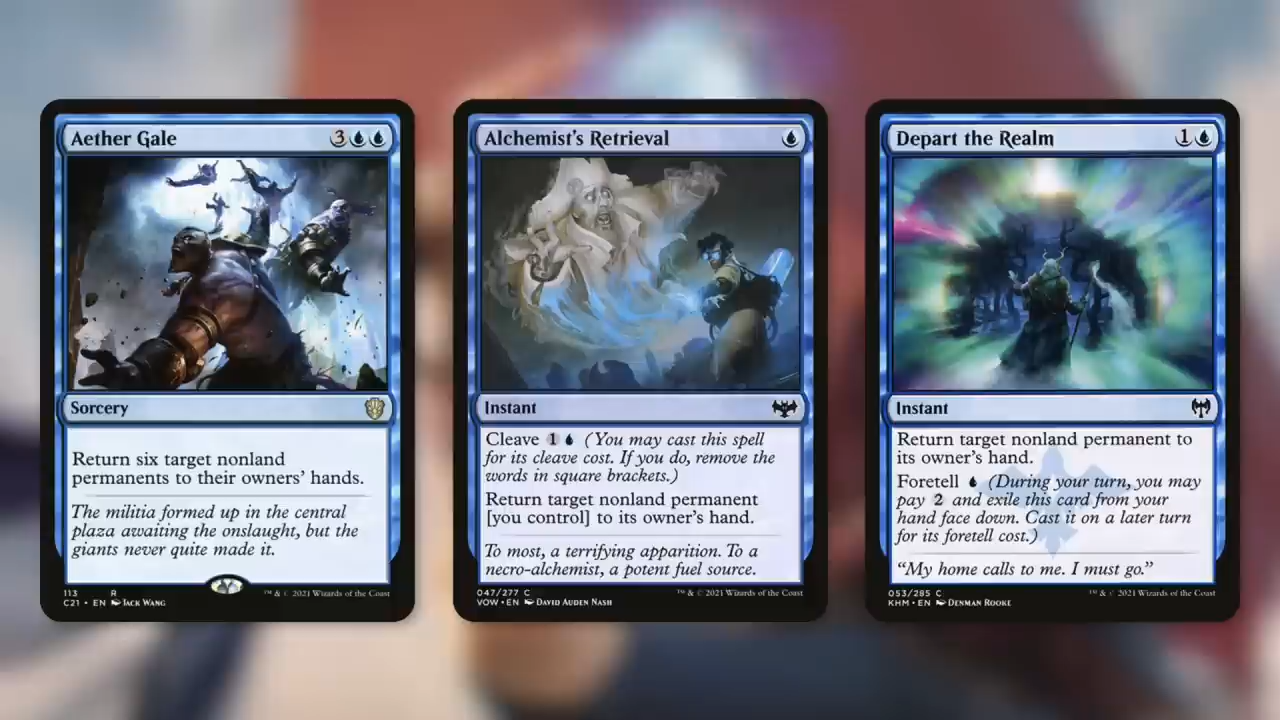 Aether Gale 3
Sorcery
Return six target nonland
permanents to their owners' hands.
The militia formed up in the central
plaza awaiting the onslaught, but the
giants never quite made it.
113 R
C21 • EN Jack Wang
™ & © 2021 Wizards of the Coast
Alchemist's Retrieval
Instant
Cleave 1 (You may cast this spell
for its cleave cost. If you do, remove the
words in square brackets.)
Return target nonland permanent
[you control] to its owner's hand.
To most, a terrifying apparition. To a
necro-alchemist, a potent fuel source.
047/277 C
VOW • EN David Auden Nash
™ & © 2021 Wizards of the Coast
Depart the Realm 1
Instant
Return target nonland permanent to
its owner's hand.
Foretell (During your turn, you may
pay 2 and exile this card from your
hand face down. Cast it on a later turn
for its foretell cost.)
“My home calls to me. I must go.”
053/285 C
KHM • EN Denman Rooke
™ & © 2021 Wizards of the Coast